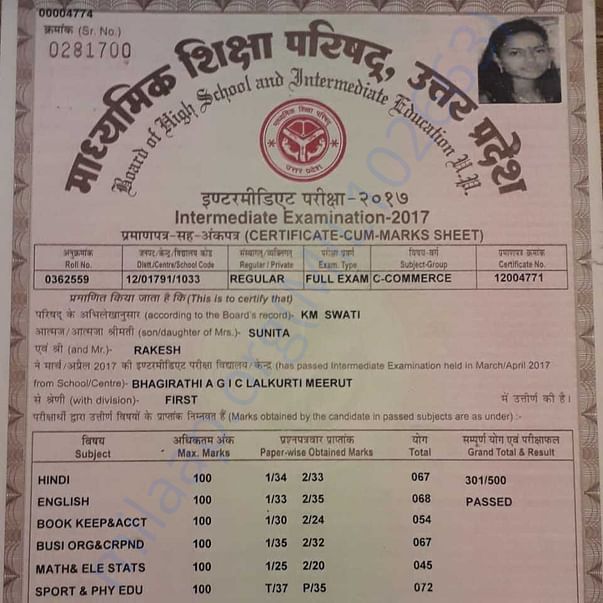 00004774
क्रमांक (Sr. No.)
0281700
माध्यमिक शिक्षा परिषद्, उत्तर प्रदेश
Board of High School and Intermediate Education U.P.
इण्टरमीडिएट परीक्षा-२०१७
Intermediate Examination-2017
प्रमाणपत्र-सह-अंकपत्र (CERTIFICATE-CUM-MARKS SHEET)
अनुक्रमांक जनपद/केन्द्र/विद्यालय कोड संस्थागत/व्यक्तिगत परीक्षा प्रवर्ग विषय-वर्ग प्रमाणपत्र क्रमांक
Roll No. Distt./Centre/School Code Regular / Private Exam. Type Subject-Group Certificate No.
0362559 12/01791/1033 REGULAR FULL EXAM C-COMMERCE 12004771
प्रमाणित किया जाता है कि (This is to certify that)
परिषद के अभिलेखानुसार (according to the Board's record)- KM SWATI
आत्मज/आत्मजा श्रीमती (son/daughter of Mrs.)- SUNITA
एवं श्री (and Mr.)- RAKESH
ने मार्च/अप्रैल 2017 की इण्टरमीडिएट परीक्षा विद्यालय/केन्द्र (has passed Intermediate Examination held in March/April 2017
from School/Centre)- BHAGIRATHI A G I C LALKURTI MEERUT
से श्रेणी (with division)- FIRST में उत्तीर्ण की है।
परीक्षार्थी द्वारा उत्तीर्ण विषयों के प्राप्तांक निम्नवत हैं (Marks obtained by the candidate in passed subjects are as under) :-
विषय अधिकतम अंक प्रश्नपत्रवार प्राप्तांक योग सम्पूर्ण योग एवं परीक्षाफल
Subject Max. Marks Paper-wise Obtained Marks Total Grand Total & Result
HINDI 100 1/34 2/33 067 301/500
ENGLISH 100 1/33 2/35 068 PASSED
BOOK KEEP&ACCT 100 1/30 2/24 054
BUSI ORG&CRPND 100 1/35 2/32 067
MATH& ELE STATS 100 1/25 2/20 045
SPORT & PHY EDU 100 T/37 P/35 072